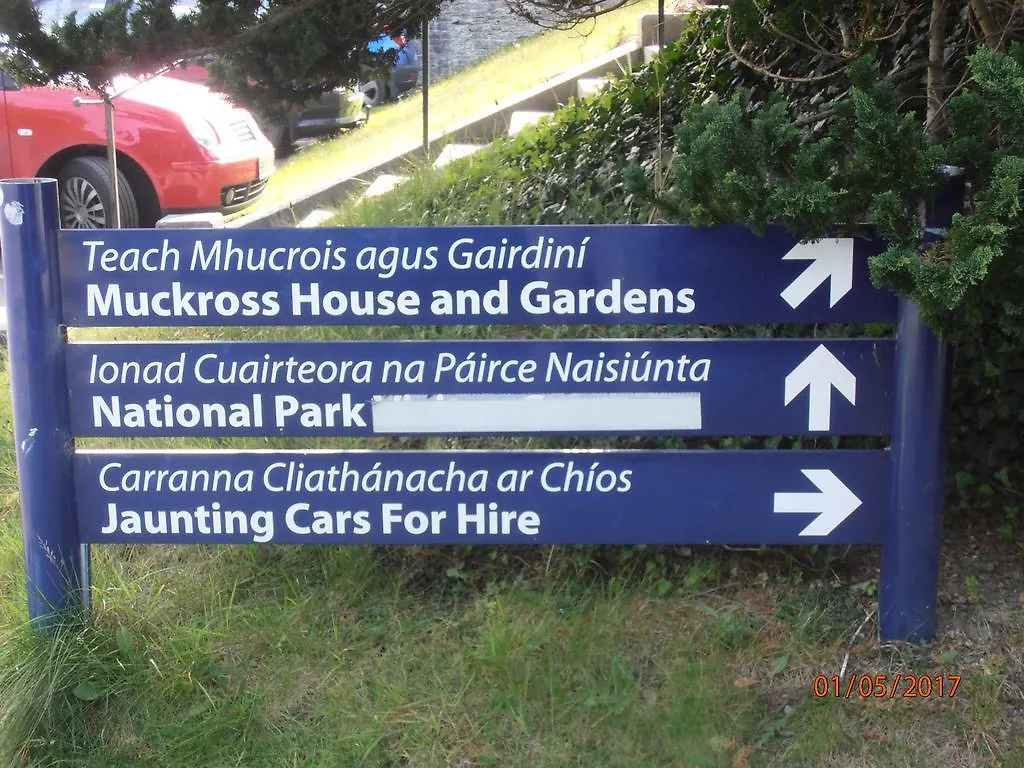 Teach Mhucrois agus Gairdiní
Muckross House and Gardens
Ionad Cuairteora na Páirce Naisiúnta
National Park
Carranna Cliathánacha ar Chíos
Jaunting Cars For Hire
01/05/2017